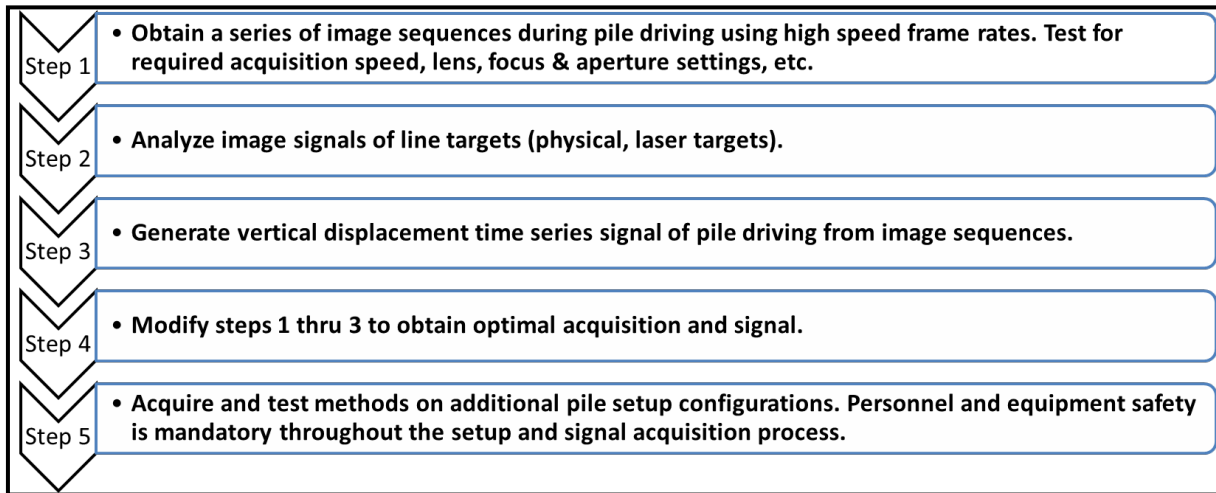 Step 1
• Obtain a series of image sequences during pile driving using high speed frame rates. Test for
required acquisition speed, lens, focus & aperture settings, etc.
Step 2
• Analyze image signals of line targets (physical, laser targets).
Step 3
• Generate vertical displacement time series signal of pile driving from image sequences.
Step 4
• Modify steps 1 thru 3 to obtain optimal acquisition and signal.
Step 5
• Acquire and test methods on additional pile setup configurations. Personnel and equipment safety
is mandatory throughout the setup and signal acquisition process.